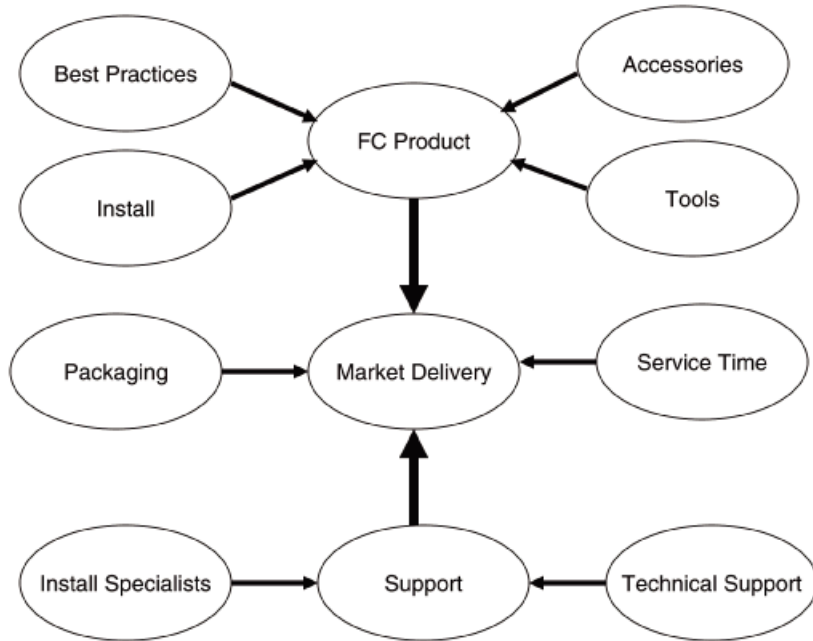 Best Practices
Accessories
FC Product
Install
Tools
Packaging
Market Delivery
Service Time
Install Specialists
Support
Technical Support